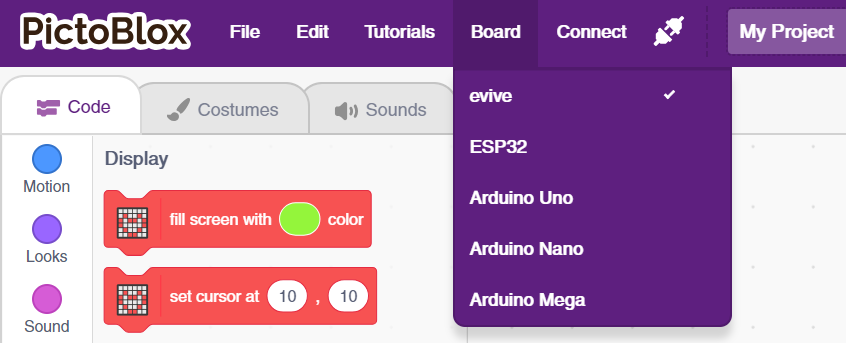 PictoBlox File Edit Tutorials Board Connect My Project
Code Costumes Sounds
evive
ESP32
Arduino Uno
Arduino Nano
Arduino Mega
Motion
Looks
Sound
Display
fill screen with color
set cursor at 10 , 10